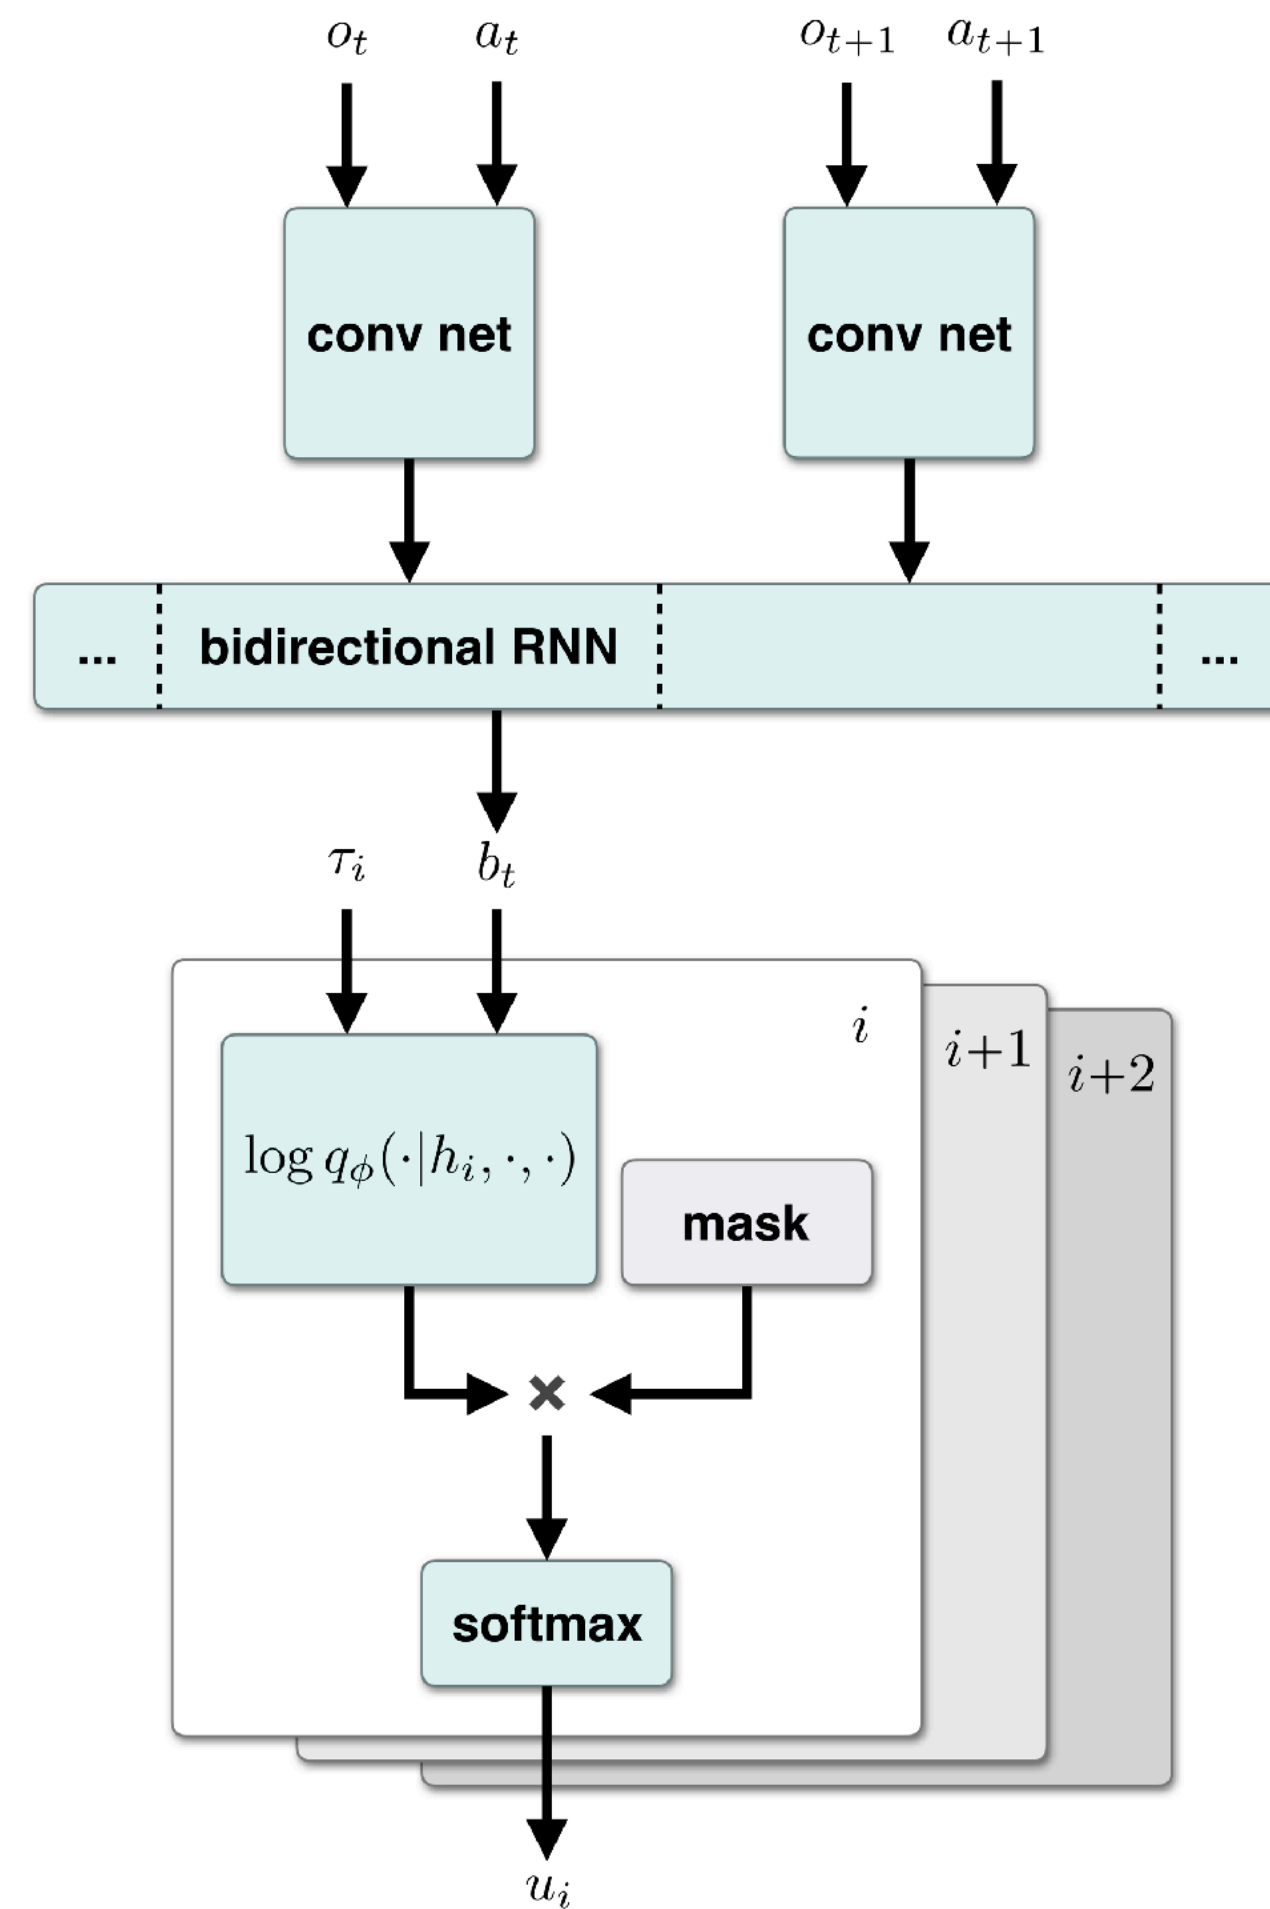 o_t a_t o_{t+1} a_{t+1}
conv net conv net
... bidirectional RNN ...
τ_i b_t
i
i+1
i+2
log q_ϕ(·|h_i, ·, ·)
mask
×
softmax
u_i